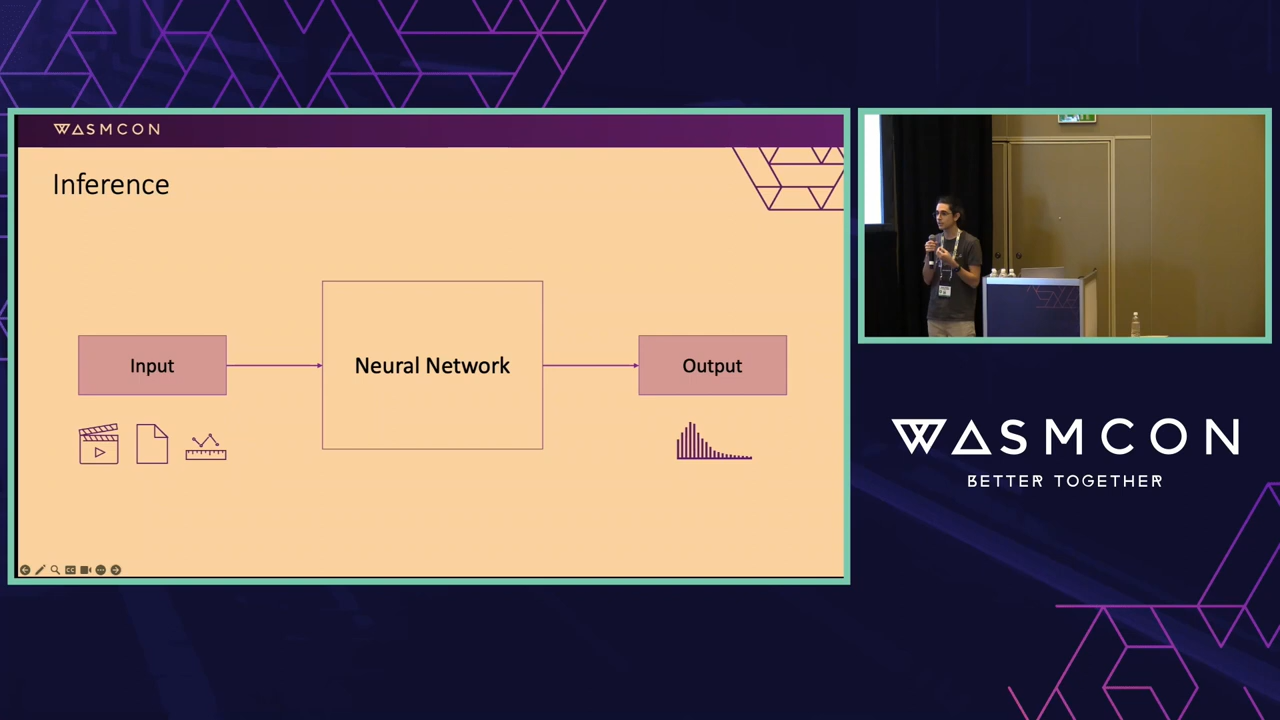 WASMCON
Inference
Input
Neural Network
Output
WASMCON
BETTER TOGETHER